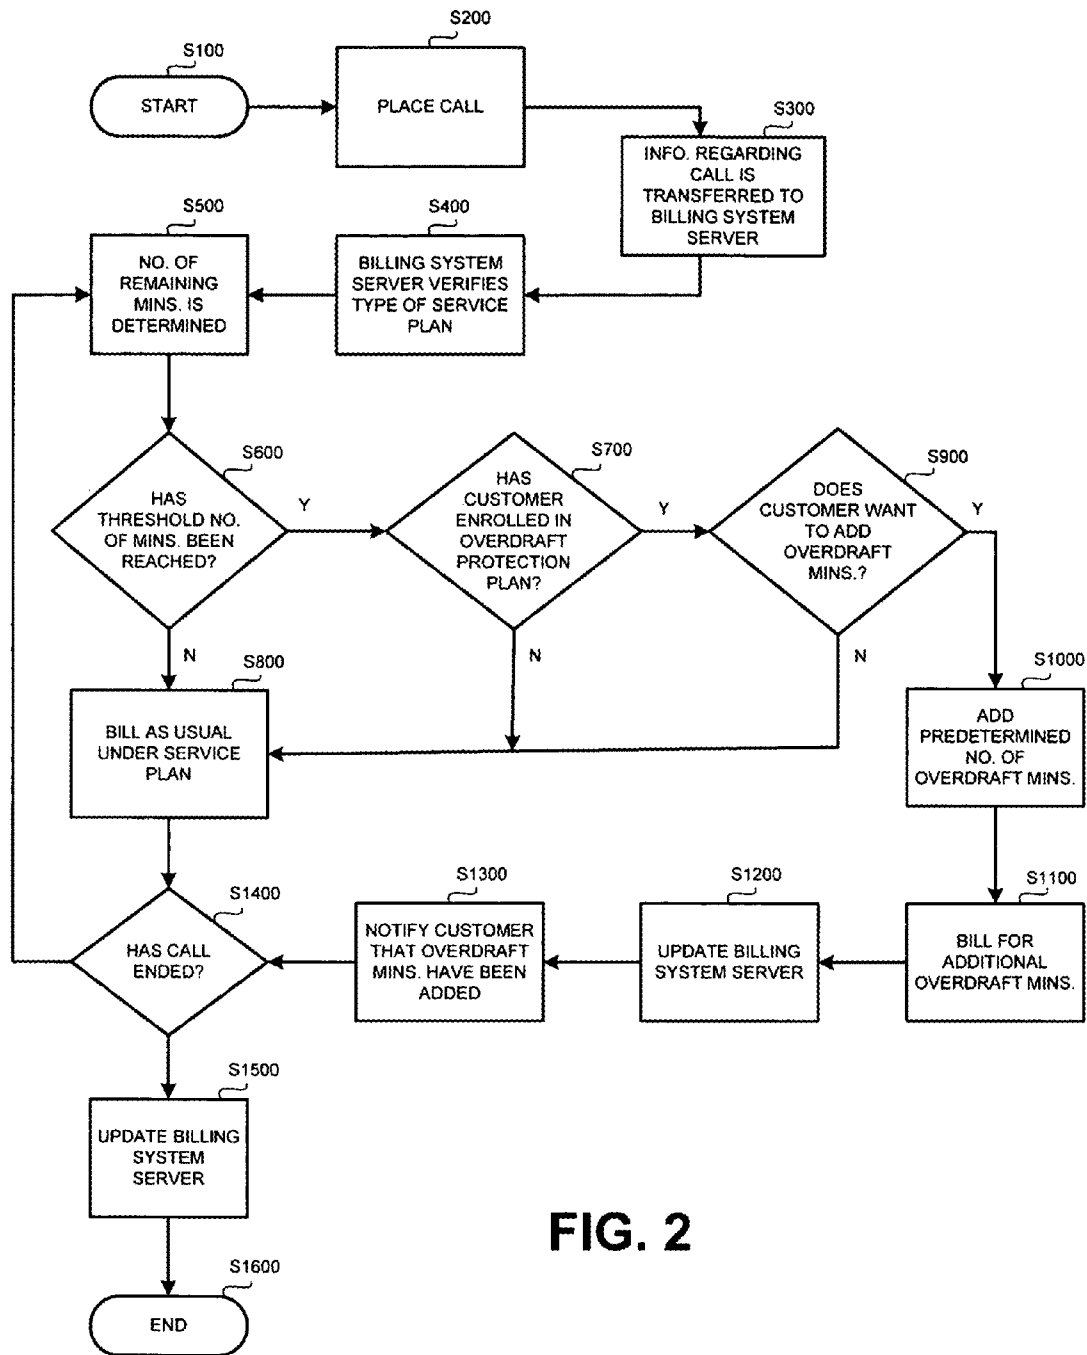 S100
START
S200
PLACE CALL
S300
INFO. REGARDING
CALL IS
TRANSFERRED TO
BILLING SYSTEM
SERVER
S400
BILLING SYSTEM
SERVER VERIFIES
TYPE OF SERVICE
PLAN
S500
NO. OF
REMAINING
MINS. IS
DETERMINED
S600
HAS
THRESHOLD NO.
OF MINS. BEEN
REACHED?
Y
N
S700
HAS
CUSTOMER
ENROLLED IN
OVERDRAFT
PROTECTION
PLAN?
Y
N
S900
DOES
CUSTOMER WANT
TO ADD
OVERDRAFT
MINS.?
Y
N
S800
BILL AS USUAL
UNDER SERVICE
PLAN
S1000
ADD
PREDETERMINED
NO. OF
OVERDRAFT MINS.
S1100
BILL FOR
ADDITIONAL
OVERDRAFT MINS.
S1200
UPDATE BILLING
SYSTEM SERVER
S1300
NOTIFY CUSTOMER
THAT OVERDRAFT
MINS. HAVE BEEN
ADDED
S1400
HAS CALL
ENDED?
S1500
UPDATE BILLING
SYSTEM
SERVER
S1600
END
FIG. 2